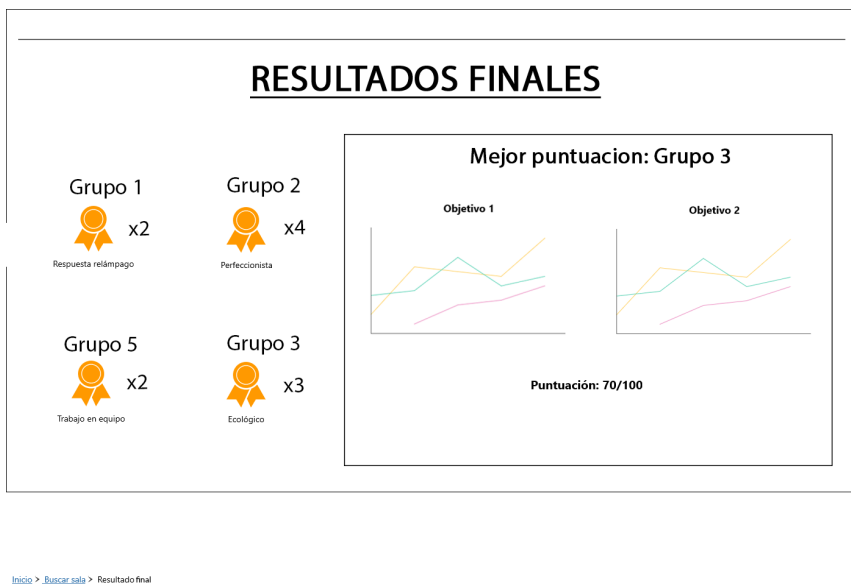 RESULTADOS FINALES
Grupo 1
x2
Respuesta relámpago
Grupo 2
x4
Perfeccionista
Grupo 5
x2
Trabajo en equipo
Grupo 3
x3
Ecológico
Mejor puntuacion: Grupo 3
Objetivo 1
Objetivo 2
Puntuación: 70/100
Inicio > Buscar sala > Resultado final